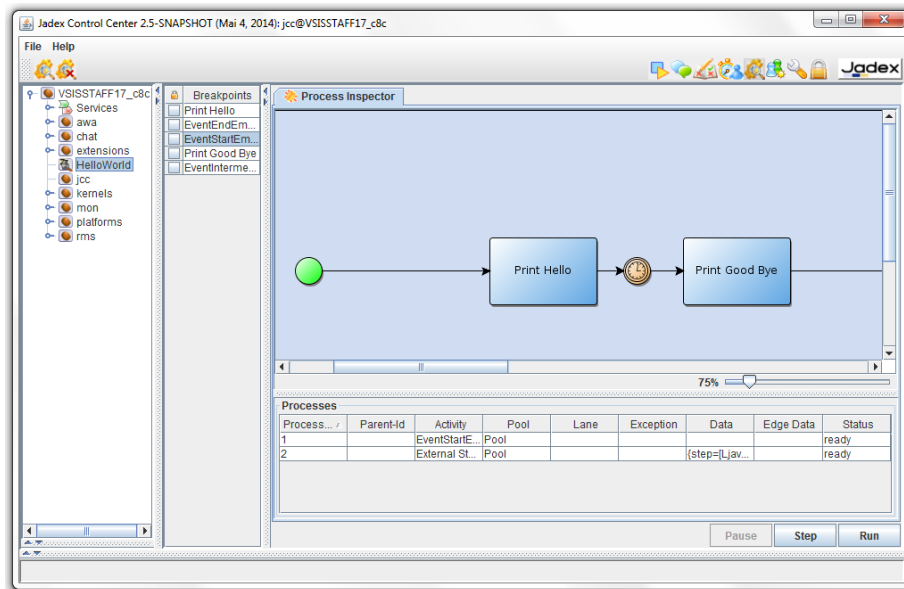 Jadex Control Center 2.5-SNAPSHOT (Mai 4, 2014): jcc@VSISSTAFF17_c8c
File Help
Jadex
VSISSTAFF17_c8c
Services
awa
chat
extensions
HelloWorld
jcc
kernels
mon
platforms
rms
Breakpoints
Print Hello
EventEndEm...
EventStartEm...
Print Good Bye
EventInterme...
Process Inspector
Print Hello
Print Good Bye
75%
Processes
Process... Parent-Id Activity Pool Lane Exception Data Edge Data Status
1 EventStartE... Pool ready
2 External St... Pool {step=[Ljav... ready
Pause Step Run